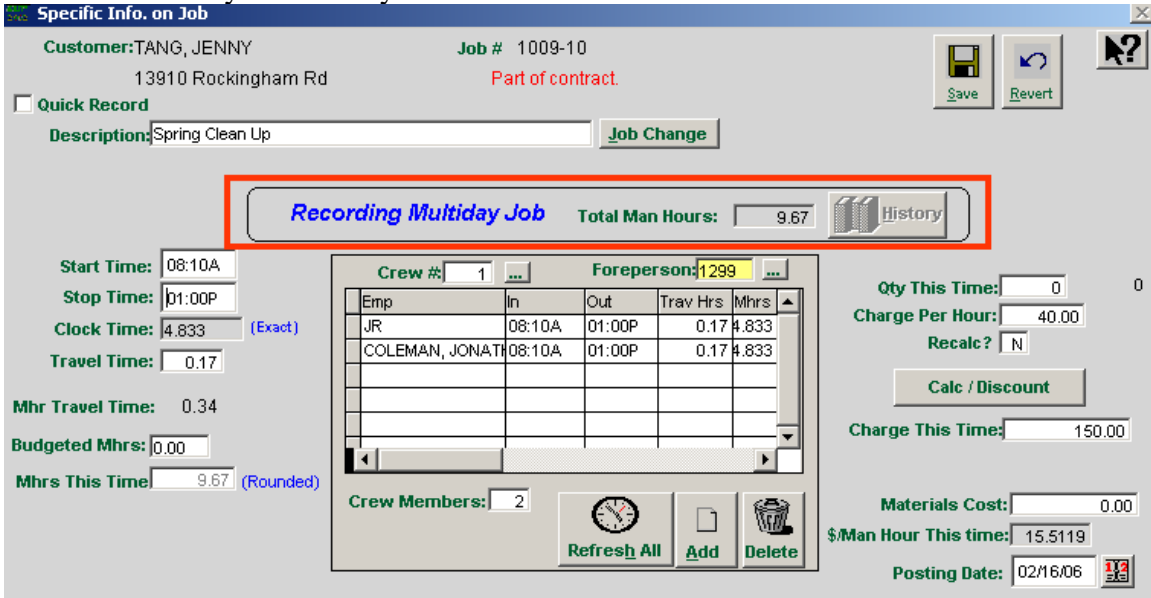 Specific Info. on Job
Customer:TANG, JENNY
Job # 1009-10
13910 Rockingham Rd
Part of contract.
Save
Revert
Quick Record
Description:Spring Clean Up
Job Change
Recording Multiday Job Total Man Hours: 9.67 History
Start Time: 08:10A
Stop Time: 01:00P
Clock Time: 4.833 (Exact)
Travel Time: 0.17
Mhr Travel Time: 0.34
Budgeted Mhrs: 0.00
Mhrs This Time 9.67 (Rounded)
Crew #: 1 ... Foreperson: 1299 ...
Emp In Out Trav Hrs Mhrs
JR 08:10A 01:00P 0.17 4.833
COLEMAN, JONATH 08:10A 01:00P 0.17 4.833
Crew Members: 2
Refresh All
Add
Delete
Qty This Time: 0 0
Charge Per Hour: 40.00
Recalc? N
Calc / Discount
Charge This Time: 150.00
Materials Cost: 0.00
$/Man Hour This time: 15.5119
Posting Date: 02/16/06